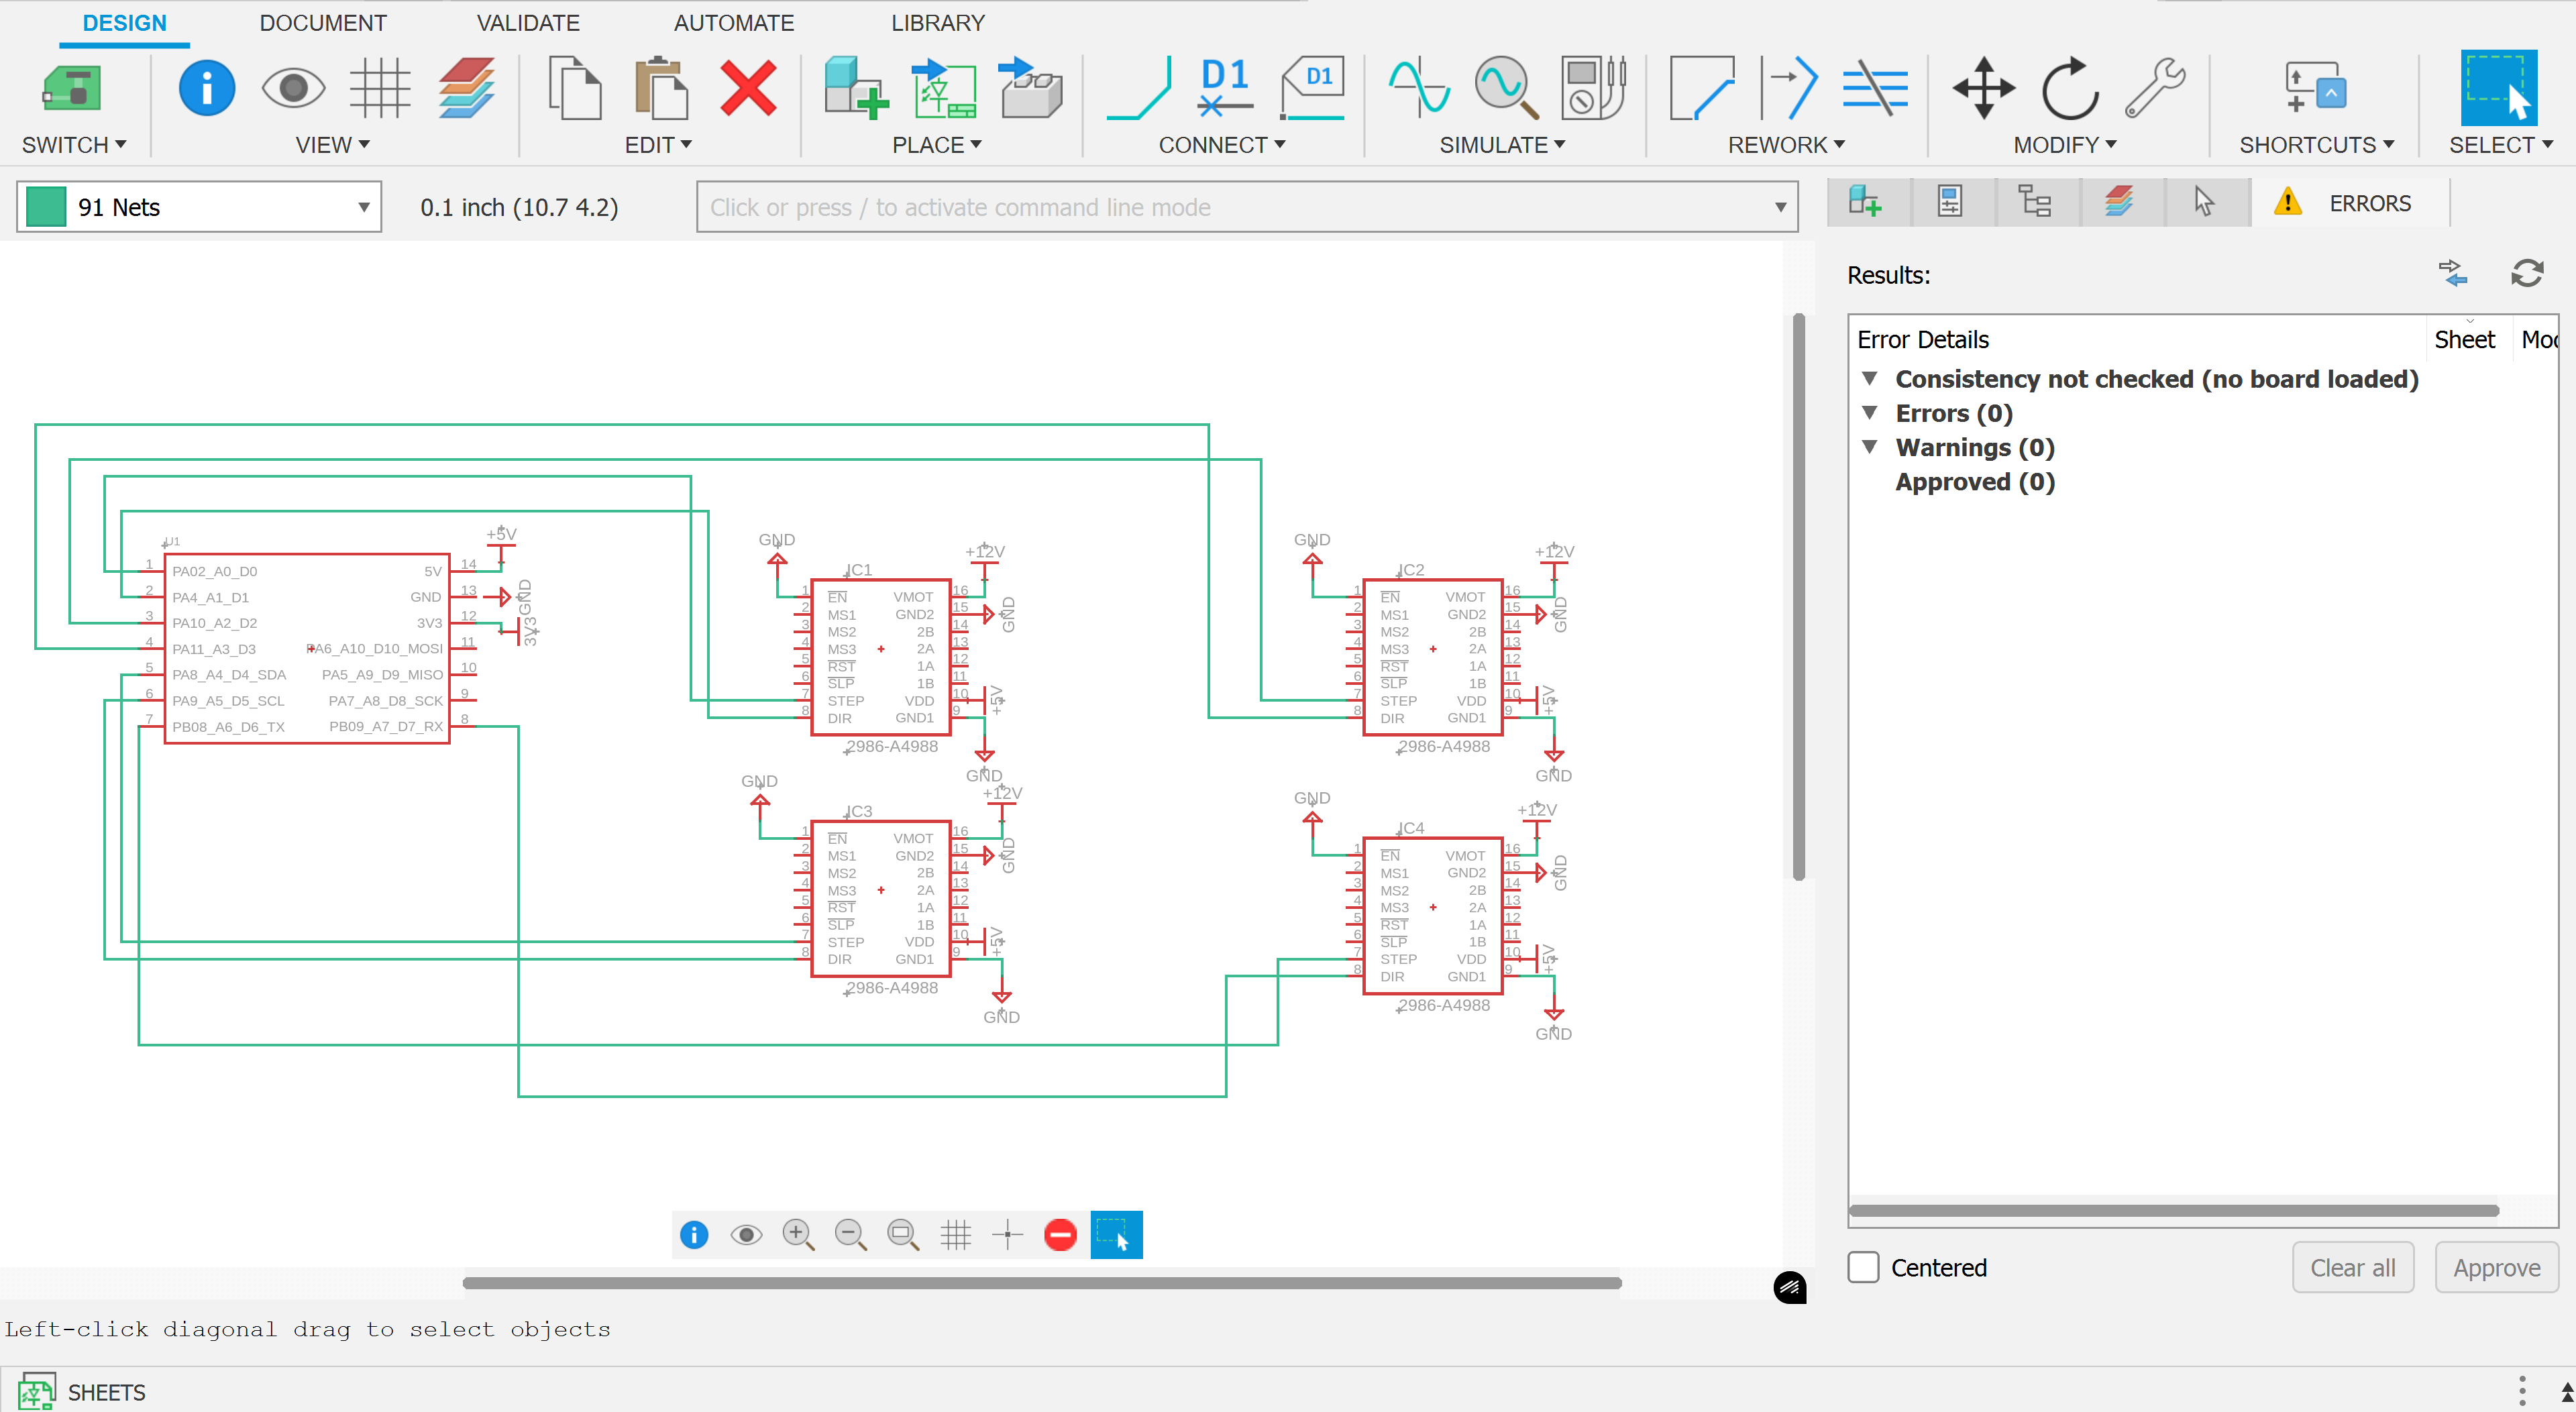 DESIGN DOCUMENT VALIDATE AUTOMATE LIBRARY
D1 D1
SWITCH VIEW EDIT PLACE CONNECT SIMULATE REWORK MODIFY SHORTCUTS SELECT
91 Nets 0.1 inch (10.7 4.2) Click or press / to activate command line mode ERRORS
Results:
Error Details Sheet Mod
Consistency not checked (no board loaded)
Errors (0)
Warnings (0)
Approved (0)
U1
1 PA02_A0_D0
2 PA4_A1_D1
3 PA10_A2_D2
4 PA11_A3_D3
5 PA8_A4_D4_SDA
6 PA9_A5_D5_SCL
7 PB08_A6_D6_TX
5V 14
GND 13
3V3 12
PA6_A10_D10_MOSI 11
PA5_A9_D9_MISO 10
PA7_A8_D8_SCK 9
PB09_A7_D7_RX 8
+5V
GND
3V3
GND
+12V
IC1
1 EN VMOT 16
2 MS1 GND2 15
3 MS2 2B 14
4 MS3 2A 13
5 RST 1A 12
6 SLP 1B 11
7 STEP VDD 10
8 DIR GND1 9
2986-A4988
GND
+5V
GND
GND
+12V
IC2
1 EN VMOT 16
2 MS1 GND2 15
3 MS2 2B 14
4 MS3 2A 13
5 RST 1A 12
6 SLP 1B 11
7 STEP VDD 10
8 DIR GND1 9
2986-A4988
GND
+5V
GND
GND
+12V
IC3
1 EN VMOT 16
2 MS1 GND2 15
3 MS2 2B 14
4 MS3 2A 13
5 RST 1A 12
6 SLP 1B 11
7 STEP VDD 10
8 DIR GND1 9
2986-A4988
GND
+5V
GND
GND
+12V
IC4
1 EN VMOT 16
2 MS1 GND2 15
3 MS2 2B 14
4 MS3 2A 13
5 RST 1A 12
6 SLP 1B 11
7 STEP VDD 10
8 DIR GND1 9
2986-A4988
GND
+5V
GND
Centered Clear all Approve
Left-click diagonal drag to select objects
SHEETS